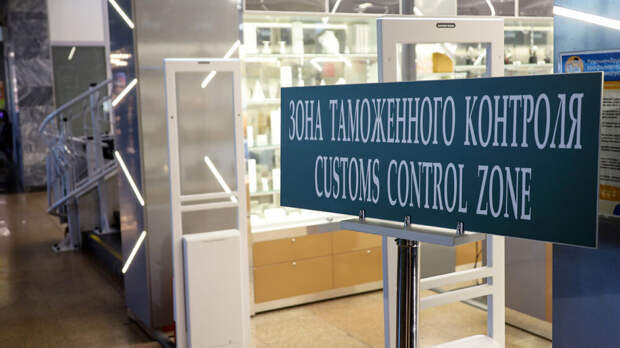 ЗОНА ТАМОЖЕННОГО КОНТРОЛЯ
CUSTOMS CONTROL ZONE